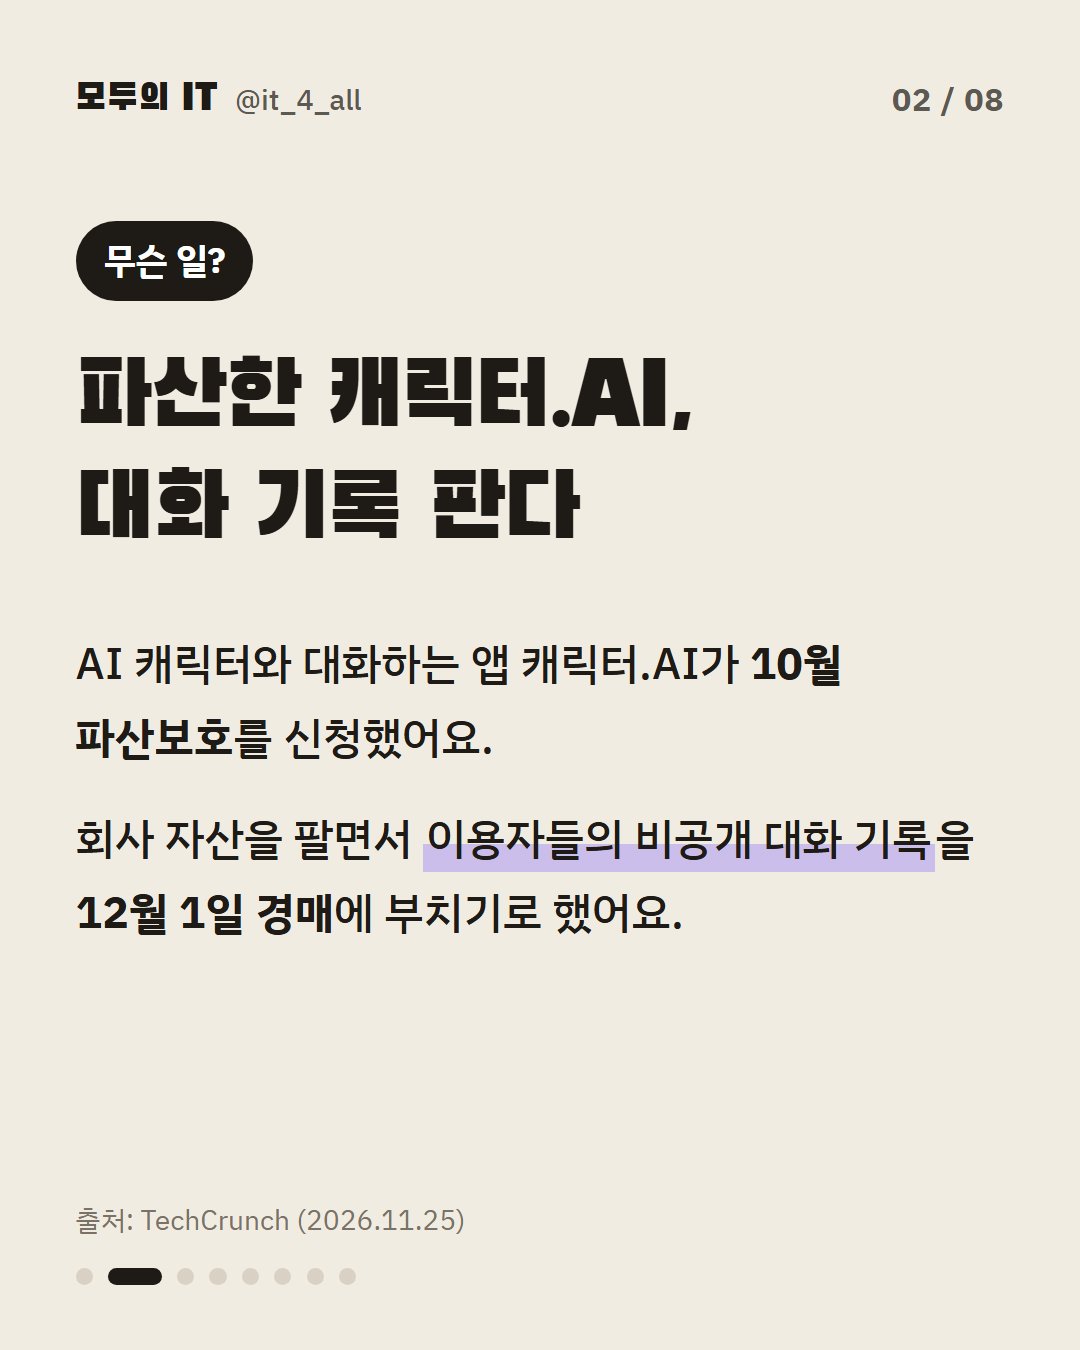 모두의 IT @it_4_all
02 / 08
무슨 일?
파산한 캐릭터.AI,
대화 기록 판다
AI 캐릭터와 대화하는 앱 캐릭터.AI가 10월
파산보호를 신청했어요.
회사 자산을 팔면서 이용자들의 비공개 대화 기록을
12월 1일 경매에 부치기로 했어요.
출처: TechCrunch (2026.11.25)